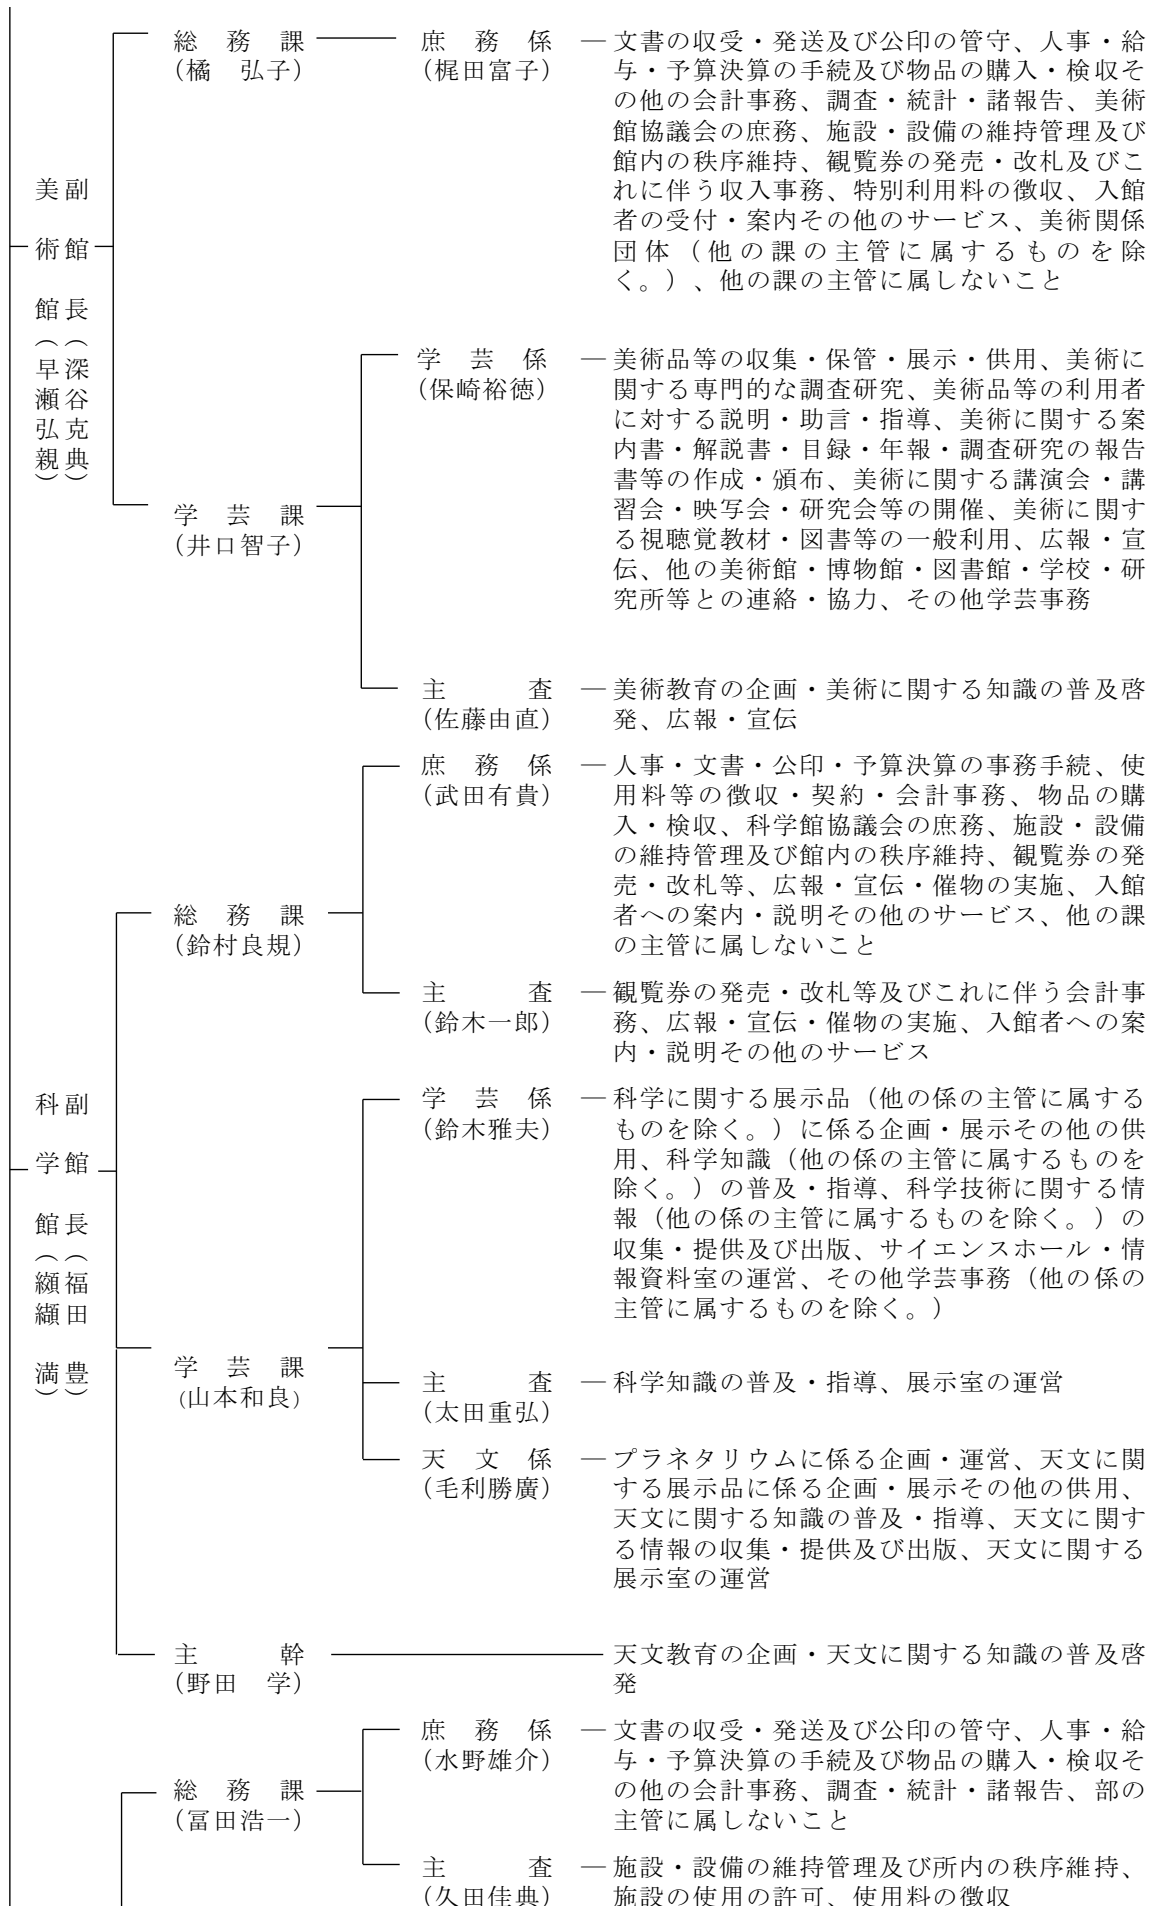 美術館（早瀬弘親）
副館長（深谷克典）
総務課
（橘　弘子）
庶務係
（梶田富子）
文書の収受・発送及び公印の管守、人事・給
与・予算決算の手続及び物品の購入・検収そ
の他の会計事務、調査・統計・諸報告、美術
館協議会の庶務、施設・設備の維持管理及び
館内の秩序維持、観覧券の発売・改札及びこ
れに伴う収入事務、特別利用料の徴収、入館
者の受付・案内その他のサービス、美術関係
団体（他の課の主管に属するものを除
く。）、他の課の主管に属しないこと
学芸課
（井口智子）
学芸係
（保崎裕徳）
美術品等の収集・保管・展示・供用、美術に
関する専門的な調査研究、美術品等の利用者
に対する説明・助言・指導、美術に関する案
内書・解説書・目録・年報・調査研究の報告
書等の作成・頒布、美術に関する講演会・講
習会・映写会・研究会等の開催、美術に関す
る視聴覚教材・図書等の一般利用、広報・宣
伝、他の美術館・博物館・図書館・学校・研
究所等との連絡・協力、その他学芸事務
主査
（佐藤由直）
美術教育の企画・美術に関する知識の普及啓
発、広報・宣伝
科学館（纐纈　満）
副館長（福田　豊）
総務課
（鈴村良規）
庶務係
（武田有貴）
人事・文書・公印・予算決算の事務手続、使
用料等の徴収・契約・会計事務、物品の購
入・検収、科学館協議会の庶務、施設・設備
の維持管理及び館内の秩序維持、観覧券の発
売・改札等、広報・宣伝・催物の実施、入館
者への案内・説明その他のサービス、他の課
の主管に属しないこと
主査
（鈴木一郎）
観覧券の発売・改札等及びこれに伴う会計事
務、広報・宣伝・催物の実施、入館者への案
内・説明その他のサービス
学芸課
（山本和良）
学芸係
（鈴木雅夫）
科学に関する展示品（他の係の主管に属する
ものを除く。）に係る企画・展示その他の供
用、科学知識（他の係の主管に属するものを
除く。）の普及・指導、科学技術に関する情
報（他の係の主管に属するものを除く。）の
収集・提供及び出版、サイエンスホール・情
報資料室の運営、その他学芸事務（他の係の
主管に属するものを除く。）
主査
（太田重弘）
科学知識の普及・指導、展示室の運営
天文係
（毛利勝廣）
プラネタリウムに係る企画・運営、天文に関
する展示品に係る企画・展示その他の供用、
天文に関する知識の普及・指導、天文に関す
る情報の収集・提供及び出版、天文に関する
展示室の運営
主幹
（野田　学）
天文教育の企画・天文に関する知識の普及啓
発
総務課
（冨田浩一）
庶務係
（水野雄介）
文書の収受・発送及び公印の管守、人事・給
与・予算決算の手続及び物品の購入・検収そ
の他の会計事務、調査・統計・諸報告、部の
主管に属しないこと
主査
（久田佳典）
施設・設備の維持管理及び所内の秩序維持、
施設の使用の許可、使用料の徴収